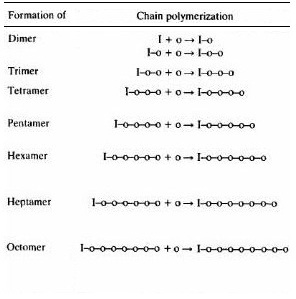 Formation of Chain polymerization
Dimer I + o → I-o
I-o + o → I-o-o
Trimer I-o-o + o → I-o-o-o
Tetramer I-o-o-o + o → I-o-o-o-o
Pentamer I-o-o-o-o + o → I-o-o-o-o-o
Hexamer I-o-o-o-o-o + o → I-o-o-o-o-o-o
Heptamer I-o-o-o-o-o-o + o → I-o-o-o-o-o-o-o
Octomer I-o-o-o-o-o-o-o + o → I-o-o-o-o-o-o-o-o